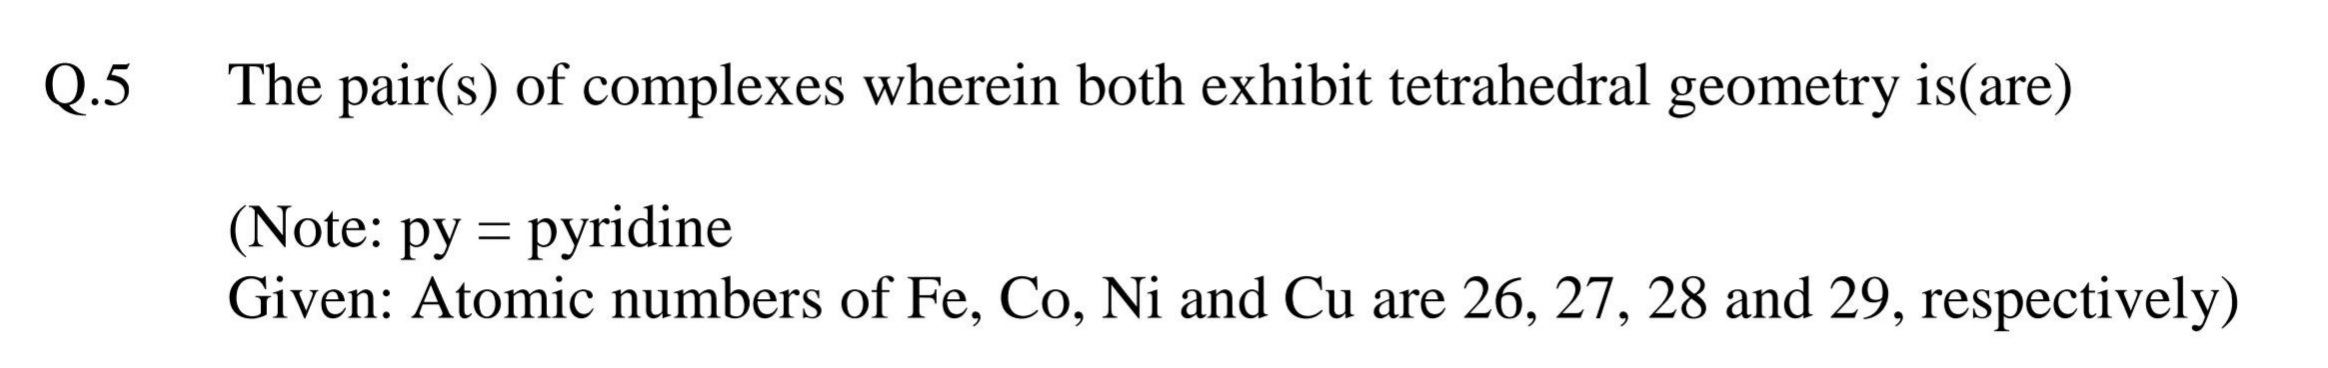 Q.5 The pair(s) of complexes wherein both exhibit tetrahedral geometry is(are)
(Note: py = pyridine
Given: Atomic numbers of Fe, Co, Ni and Cu are 26, 27, 28 and 29, respectively)